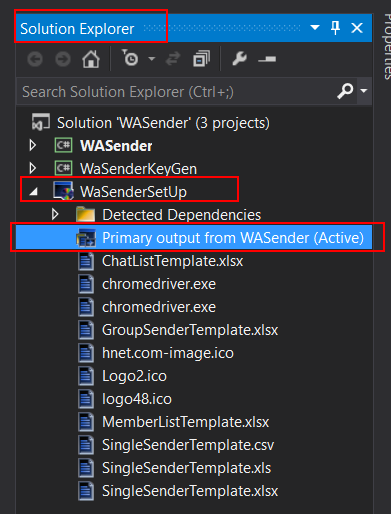 Solution Explorer
Search Solution Explorer (Ctrl+;)
Solution 'WASender' (3 projects)
C# WASender
C# WaSenderKeyGen
WaSenderSetUp
Detected Dependencies
Primary output from WASender (Active)
ChatListTemplate.xlsx
chromedriver.exe
chromedriver.exe
GroupSenderTemplate.xlsx
hnet.com-image.ico
Logo2.ico
logo48.ico
MemberListTemplate.xlsx
SingleSenderTemplate.csv
SingleSenderTemplate.xls
SingleSenderTemplate.xlsx
Properties